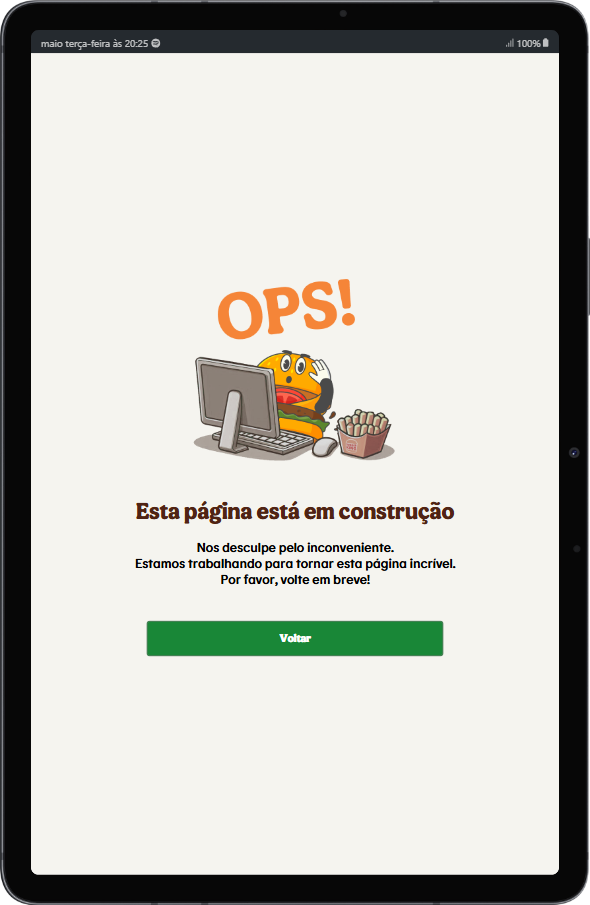 maio terça-feira às 20:25
100%
OPS!
Esta página está em construção
Nos desculpe pelo inconveniente.
Estamos trabalhando para tornar esta página incrível.
Por favor, volte em breve!
Voltar